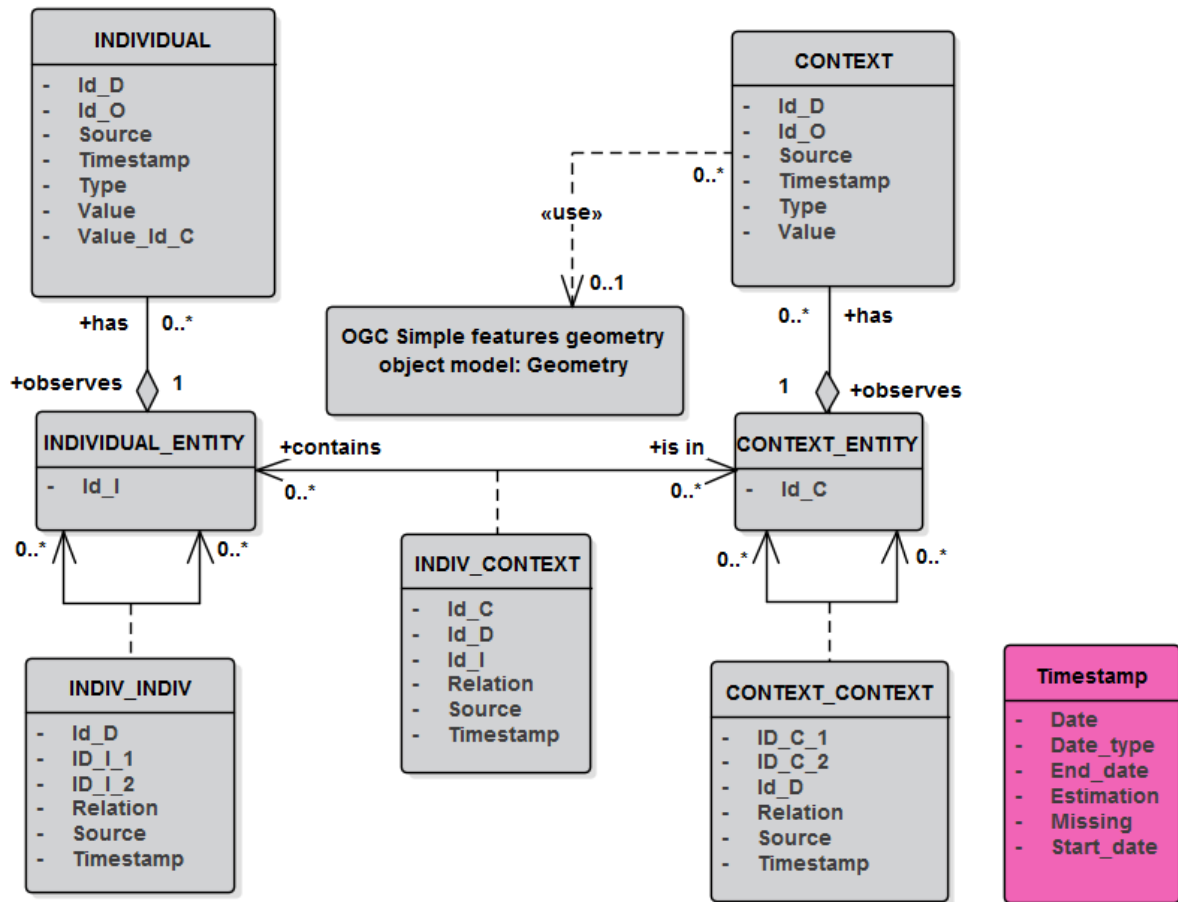 INDIVIDUAL
- Id_D
- Id_O
- Source
- Timestamp
- Type
- Value
- Value_Id_C
CONTEXT
- Id_D
- Id_O
- Source
- Timestamp
- Type
- Value
0..*
«use»
0..1
OGC Simple features geometry
object model: Geometry
+has 0..*
+observes 1
0..* +has
1 +observes
INDIVIDUAL_ENTITY
- Id_I
+contains
0..*
+is in
0..*
CONTEXT_ENTITY
- Id_C
0..* 0..*
0..* 0..*
INDIV_CONTEXT
- Id_C
- Id_D
- Id_I
- Relation
- Source
- Timestamp
INDIV_INDIV
- Id_D
- ID_I_1
- ID_I_2
- Relation
- Source
- Timestamp
CONTEXT_CONTEXT
- ID_C_1
- ID_C_2
- Id_D
- Relation
- Source
- Timestamp
Timestamp
- Date
- Date_type
- End_date
- Estimation
- Missing
- Start_date